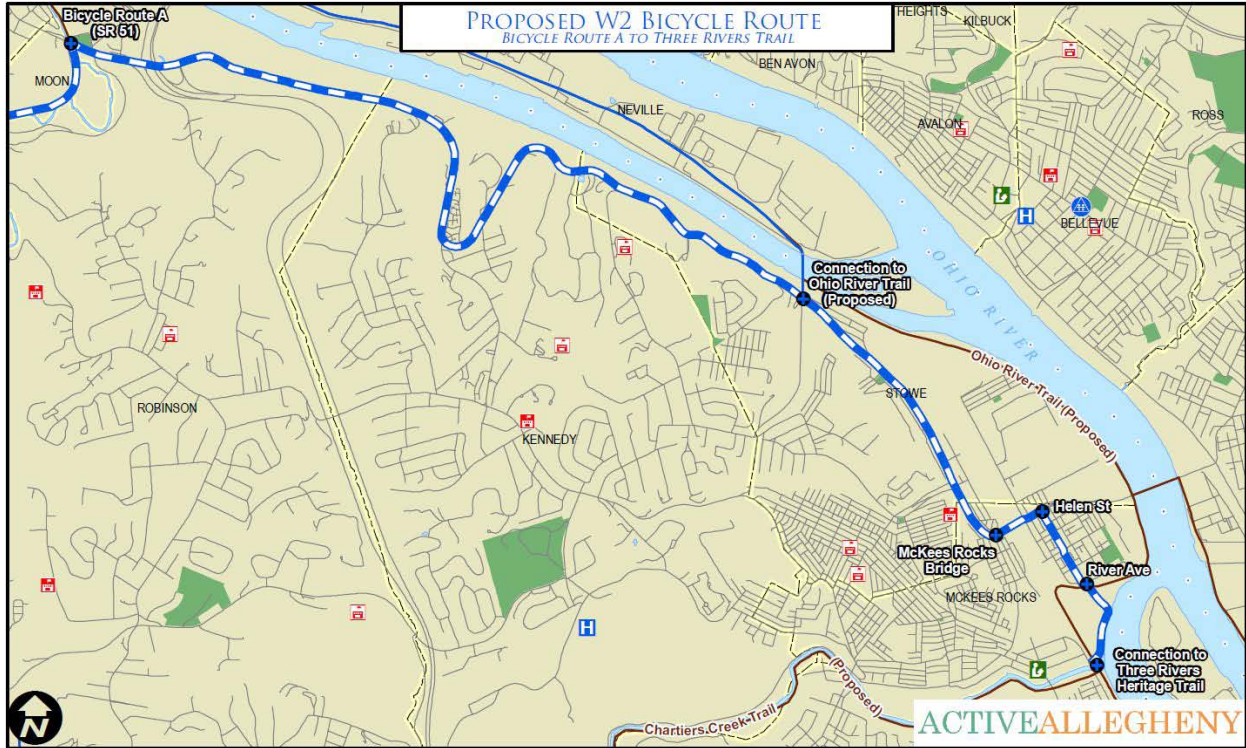 PROPOSED W2 BICYCLE ROUTE
BICYCLE ROUTE A TO THREE RIVERS TRAIL
Bicycle Route A
(SR 51)
MOON
HEIGHTS
KILBUCK
BEN AVON
NEVILLE
AVALON
ROSS
H
BELLEVUE
OHIO RIVER
Connection to
Ohio River Trail
(Proposed)
Ohio River Trail (Proposed)
STOWE
ROBINSON
KENNEDY
Helen St
McKees Rocks
Bridge
River Ave
MCKEES ROCKS
H
Connection to
Three Rivers
Heritage Trail
(Proposed)
Chartiers Creek Trail
N
ACTIVEALLEGHENY